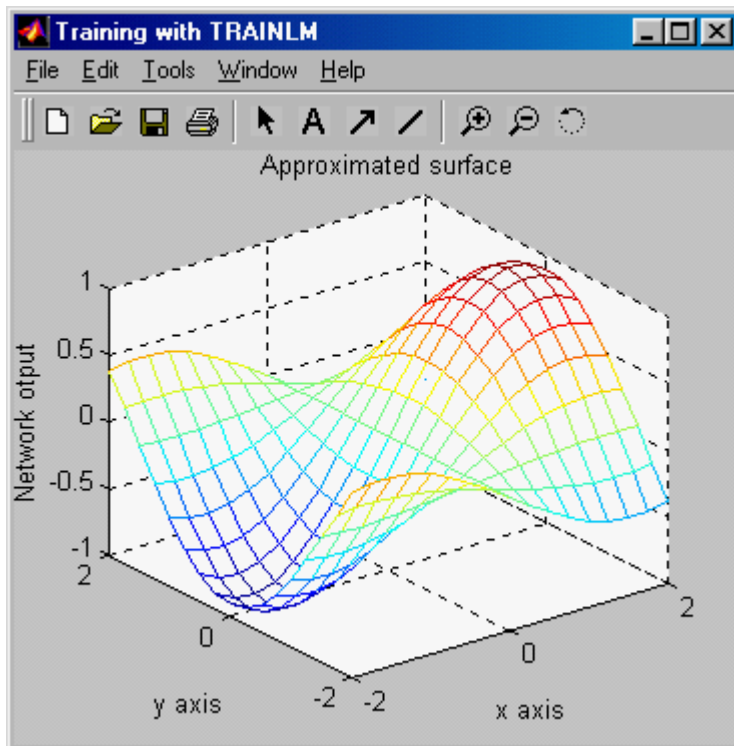 Training with TRAINLM
File Edit Tools Window Help
A
Approximated surface
1
0.5
0
-0.5
-1
Network otput
2
0
-2
y axis
-2
0
2
x axis